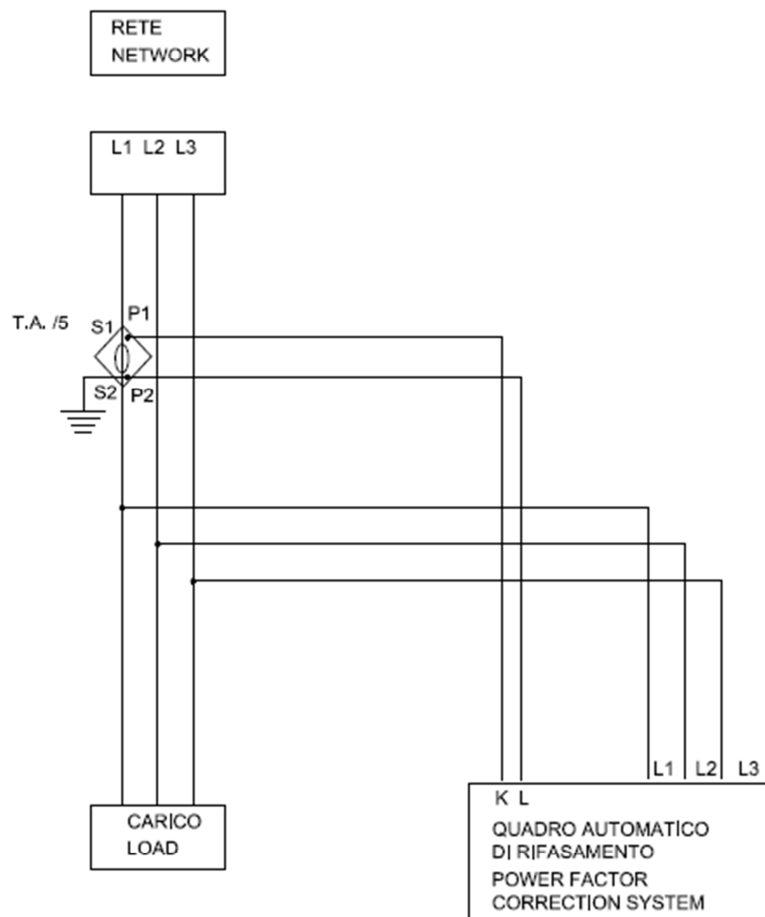 RETE
NETWORK
L1 L2 L3
T.A. /5
S1
P1
S2
P2
L1 L2 L3
K L
CARICO
LOAD
QUADRO AUTOMATICO
DI RIFASAMENTO
POWER FACTOR
CORRECTION SYSTEM